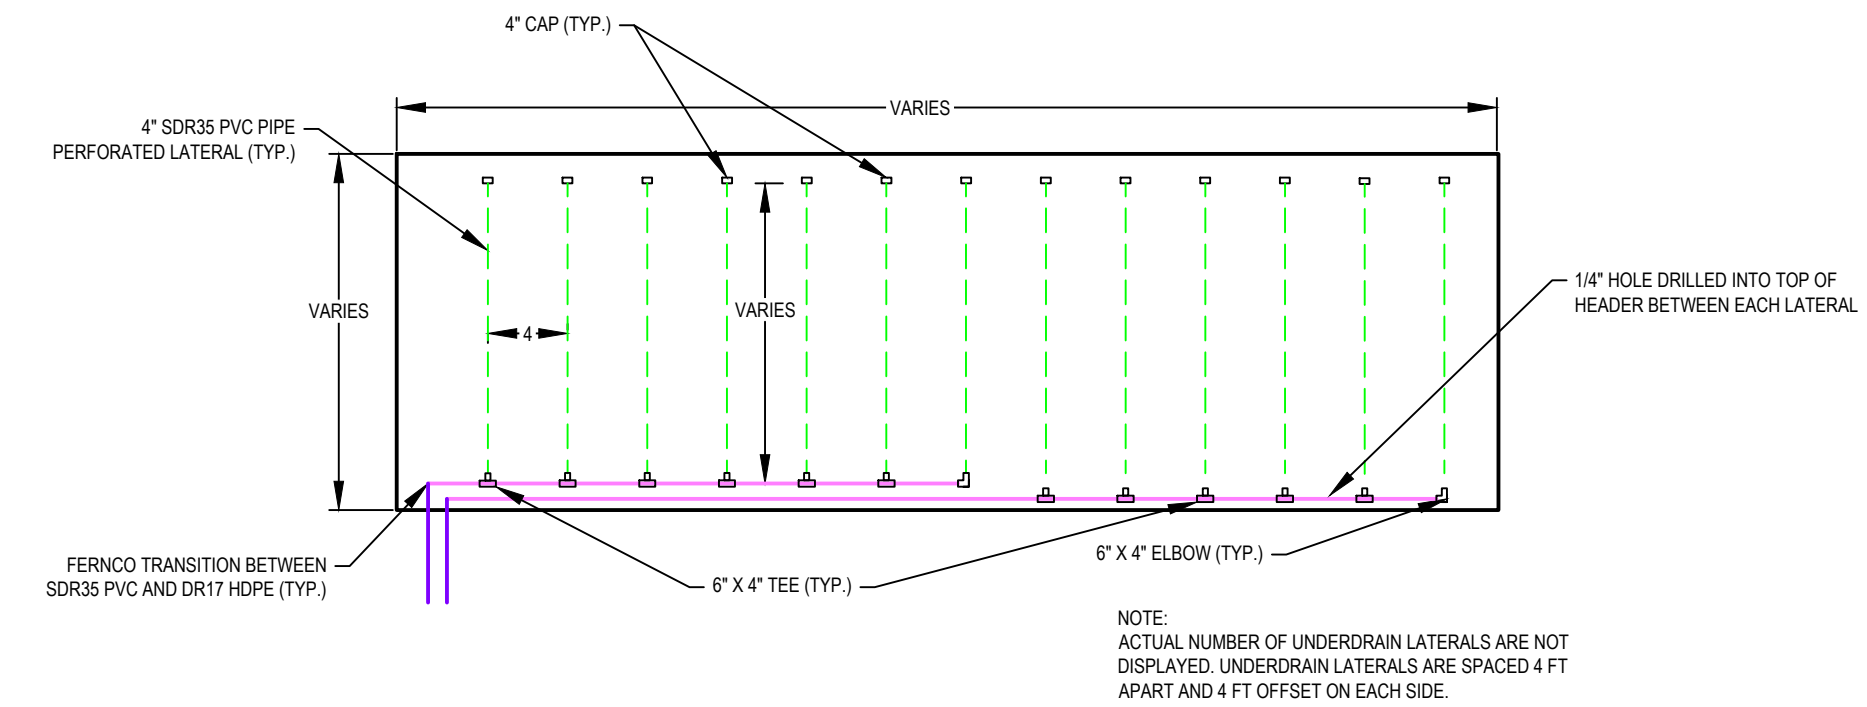 4" CAP (TYP.)
VARIES
4" SDR35 PVC PIPE
PERFORATED LATERAL (TYP.)
1/4" HOLE DRILLED INTO TOP OF
HEADER BETWEEN EACH LATERAL
VARIES
VARIES
4
FERNCO TRANSITION BETWEEN
SDR35 PVC AND DR17 HDPE (TYP.)
6" X 4" TEE (TYP.)
6" X 4" ELBOW (TYP.)
NOTE:
ACTUAL NUMBER OF UNDERDRAIN LATERALS ARE NOT
DISPLAYED. UNDERDRAIN LATERALS ARE SPACED 4 FT
APART AND 4 FT OFFSET ON EACH SIDE.